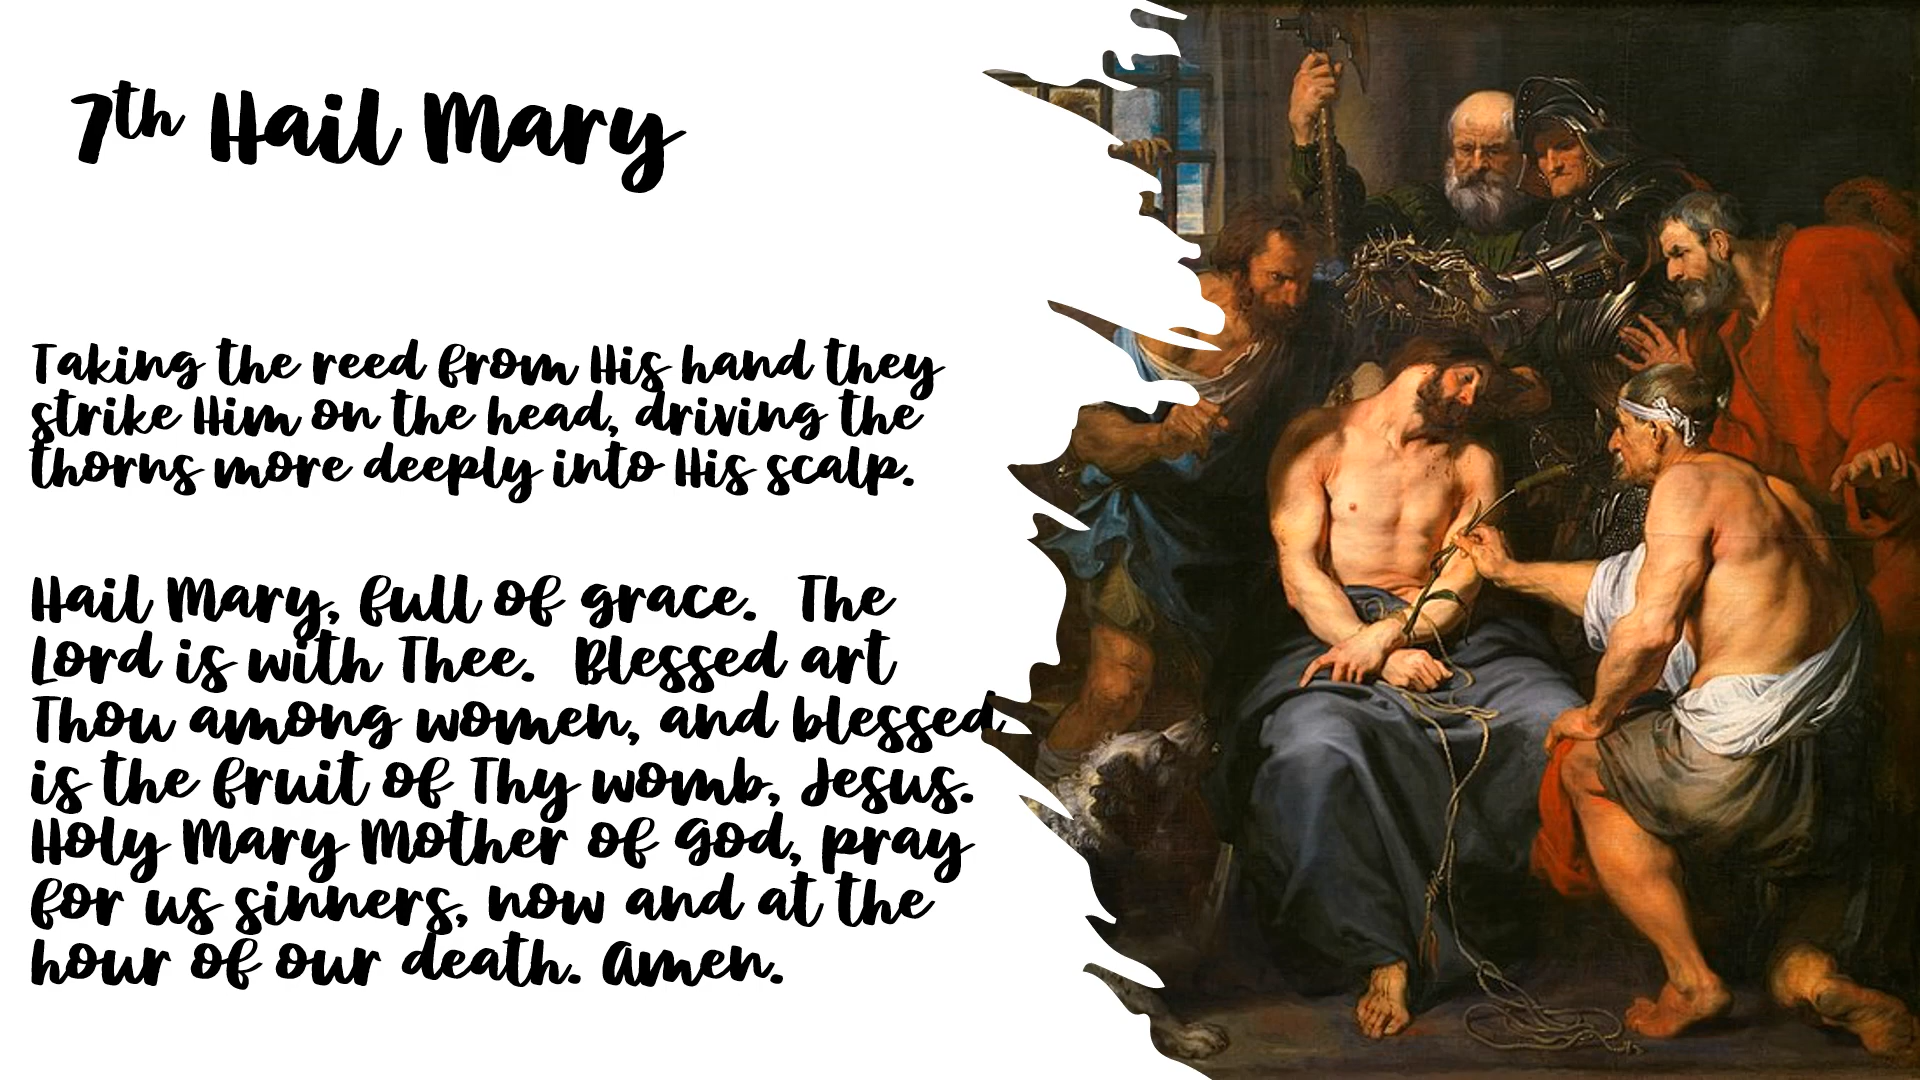 7th Hail Mary
Taking the reed from His hand they
strike Him on the head, driving the
thorns more deeply into His scalp.
Hail Mary, full of grace.  The
Lord is with Thee.  Blessed art
Thou among women, and blessed
is the fruit of Thy womb, Jesus.
Holy Mary Mother of God, pray
for us sinners, now and at the
hour of our death. Amen.